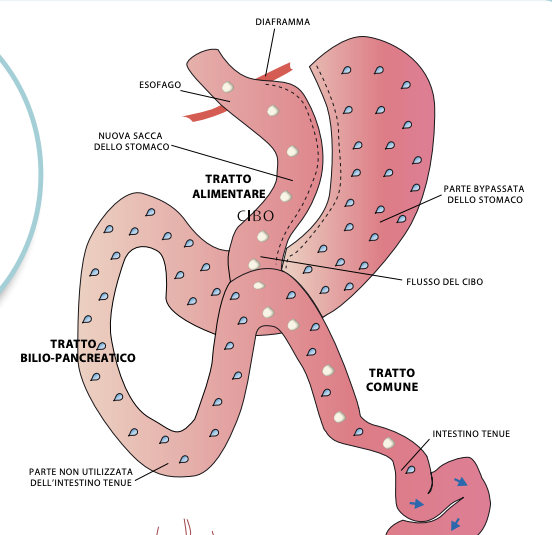 DIAFRAMMA
ESOFAGO
NUOVA SACCA
DELLO STOMACO
TRATTO
ALIMENTARE
CIBO
PARTE BYPASSATA
DELLO STOMACO
FLUSSO DEL CIBO
TRATTO
BILIO-PANCREATICO
TRATTO
COMUNE
INTESTINO TENUE
PARTE NON UTILIZZATA
DELL'INTESTINO TENUE